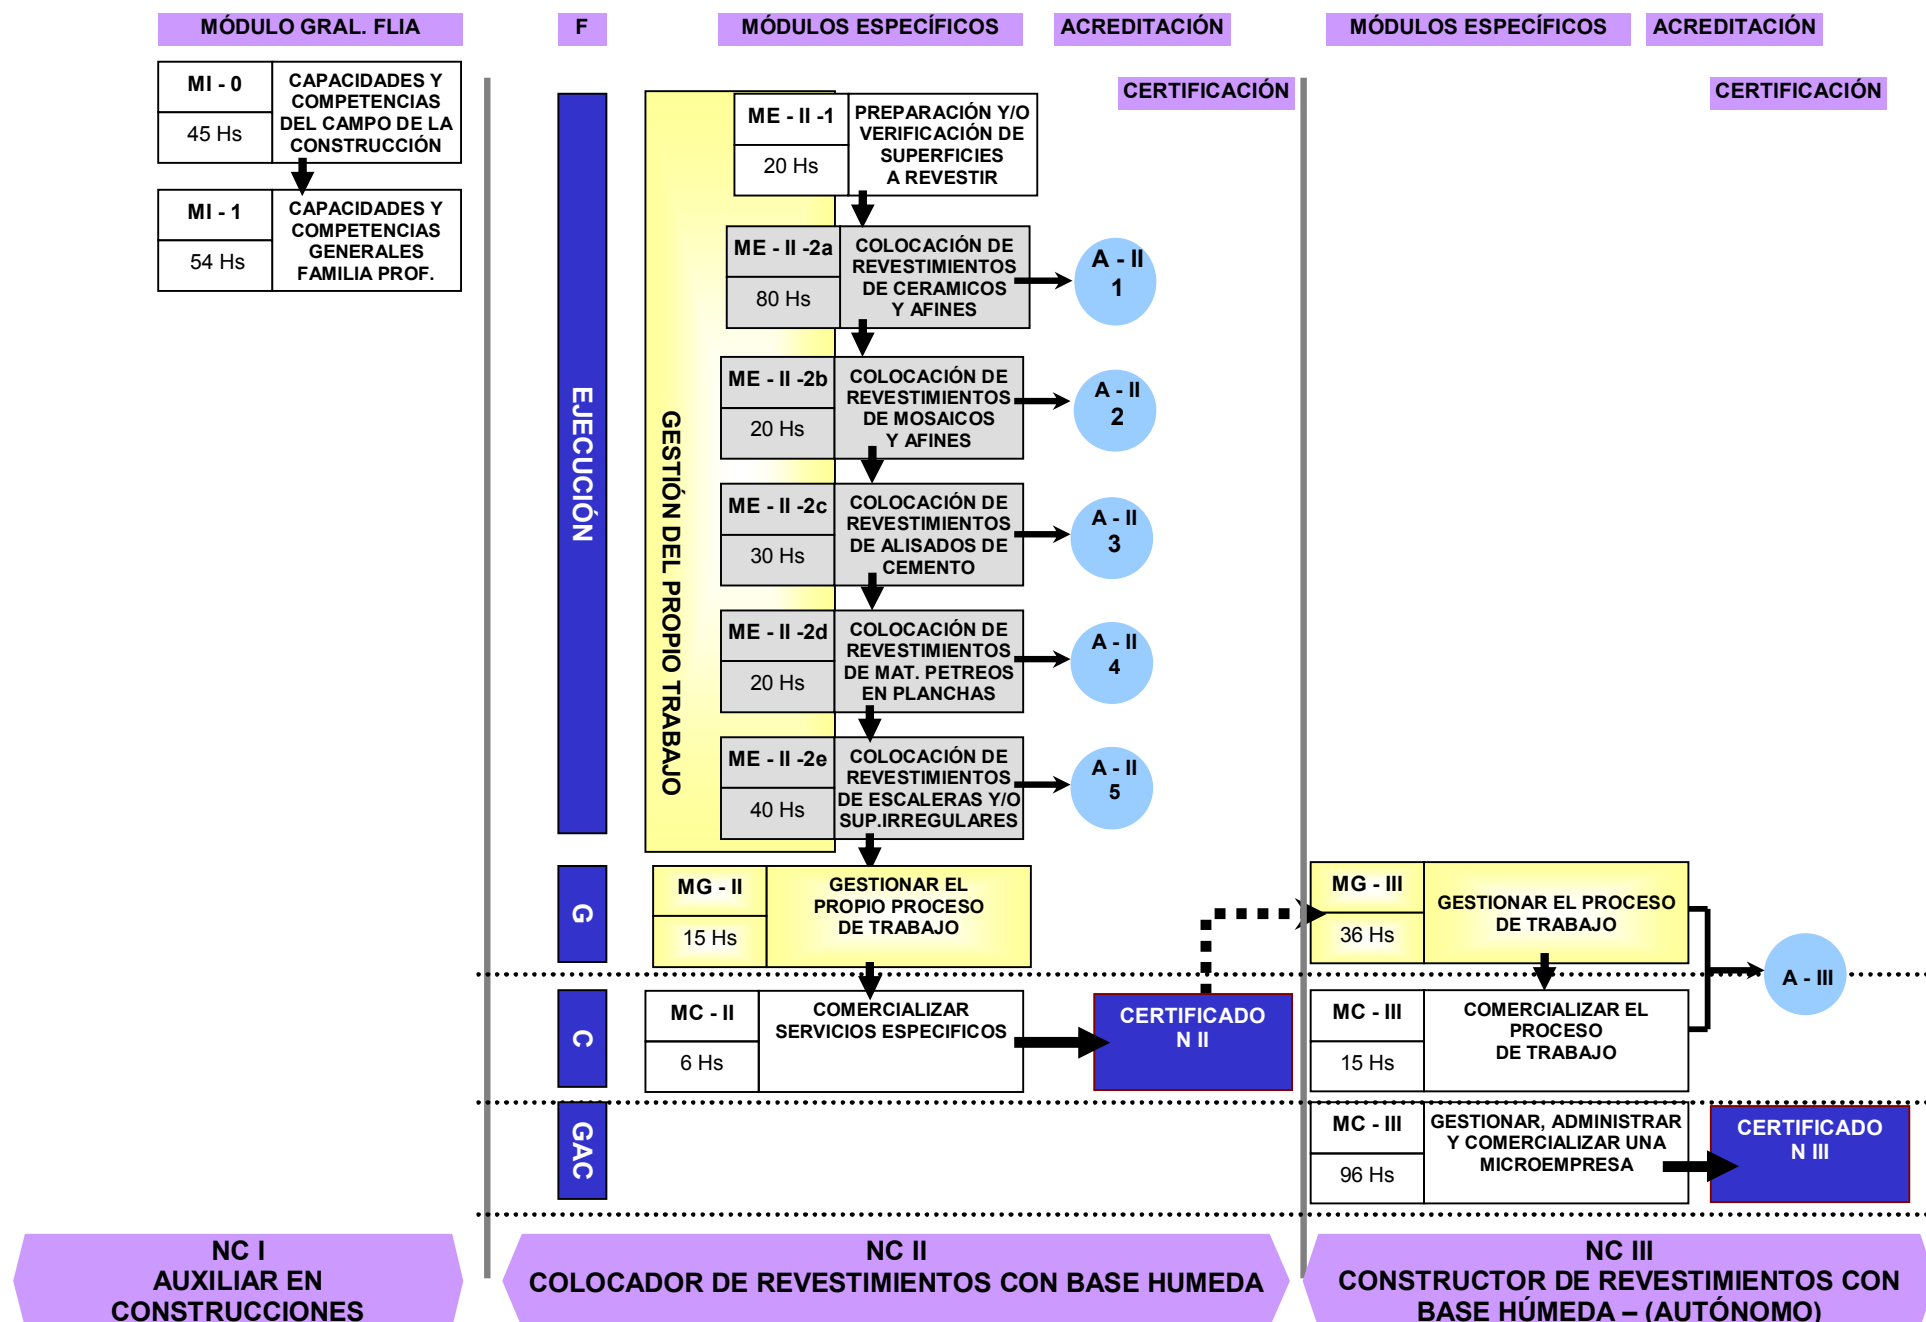 MÓDULO GRAL. FLIA
F
MÓDULOS ESPECÍFICOS
ACREDITACIÓN
MÓDULOS ESPECÍFICOS
ACREDITACIÓN
CERTIFICACIÓN
CERTIFICACIÓN
MI - 0
45 Hs
CAPACIDADES Y
COMPETENCIAS
DEL CAMPO DE LA
CONSTRUCCIÓN
MI - 1
54 Hs
CAPACIDADES Y
COMPETENCIAS
GENERALES
FAMILIA PROF.
EJECUCIÓN
GESTIÓN DEL PROPIO TRABAJO
ME - II -1
20 Hs
PREPARACIÓN Y/O
VERIFICACIÓN DE
SUPERFICIES
A REVESTIR
ME - II -2a
80 Hs
COLOCACIÓN DE
REVESTIMIENTOS
DE CERAMICOS
Y AFINES
A - II
1
ME - II -2b
20 Hs
COLOCACIÓN DE
REVESTIMIENTOS
DE MOSAICOS
Y AFINES
A - II
2
ME - II -2c
30 Hs
COLOCACIÓN DE
REVESTIMIENTOS
DE ALISADOS DE
CEMENTO
A - II
3
ME - II -2d
20 Hs
COLOCACIÓN DE
REVESTIMIENTOS
DE MAT. PETREOS
EN PLANCHAS
A - II
4
ME - II -2e
40 Hs
COLOCACIÓN DE
REVESTIMIENTOS
DE ESCALERAS Y/O
SUP.IRREGULARES
A - II
5
G
MG - II
15 Hs
GESTIONAR EL
PROPIO PROCESO
DE TRABAJO
MG - III
36 Hs
GESTIONAR EL PROCESO
DE TRABAJO
A - III
C
MC - II
6 Hs
COMERCIALIZAR
SERVICIOS ESPECIFICOS
CERTIFICADO
N II
MC - III
15 Hs
COMERCIALIZAR EL
PROCESO
DE TRABAJO
GAC
MC - III
96 Hs
GESTIONAR, ADMINISTRAR
Y COMERCIALIZAR UNA
MICROEMPRESA
CERTIFICADO
N III
NC I
AUXILIAR EN
CONSTRUCCIONES
NC II
COLOCADOR DE REVESTIMIENTOS CON BASE HUMEDA
NC III
CONSTRUCTOR DE REVESTIMIENTOS CON
BASE HÚMEDA – (AUTÓNOMO)